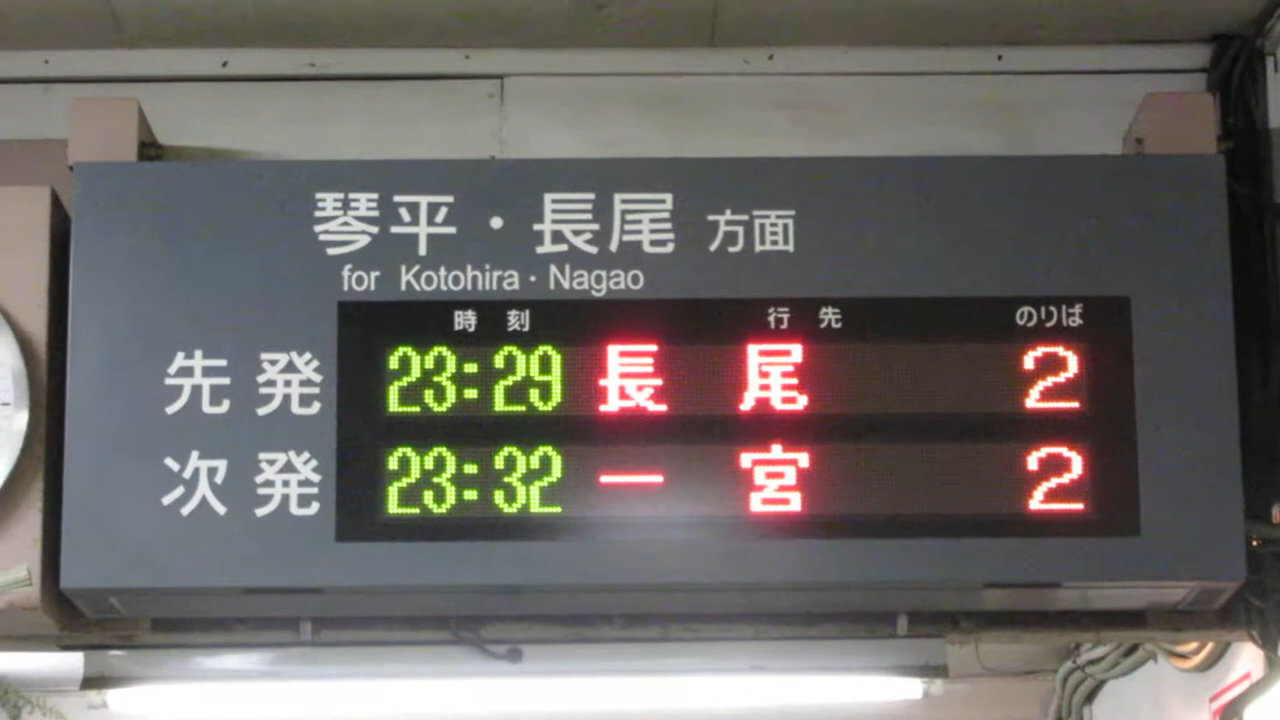 琴平・長尾 方面
for Kotohira・Nagao
時刻 行先 のりば
先発 23:29 長尾 2
次発 23:32 一宮 2